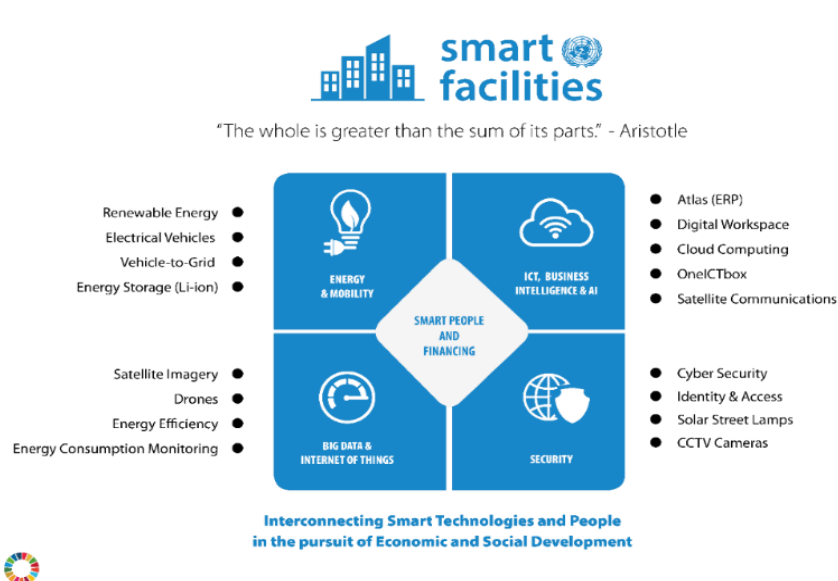 smart
facilities
“The whole is greater than the sum of its parts.” - Aristotle
Renewable Energy
Electrical Vehicles
Vehicle-to-Grid
Energy Storage (Li-ion)
ENERGY
& MOBILITY
ICT, BUSINESS
INTELLIGENCE & AI
Atlas (ERP)
Digital Workspace
Cloud Computing
OneICTbox
Satellite Communications
SMART PEOPLE
AND
FINANCING
Satellite Imagery
Drones
Energy Efficiency
Energy Consumption Monitoring
BIG DATA &
INTERNET OF THINGS
SECURITY
Cyber Security
Identity & Access
Solar Street Lamps
CCTV Cameras
Interconnecting Smart Technologies and People
in the pursuit of Economic and Social Development